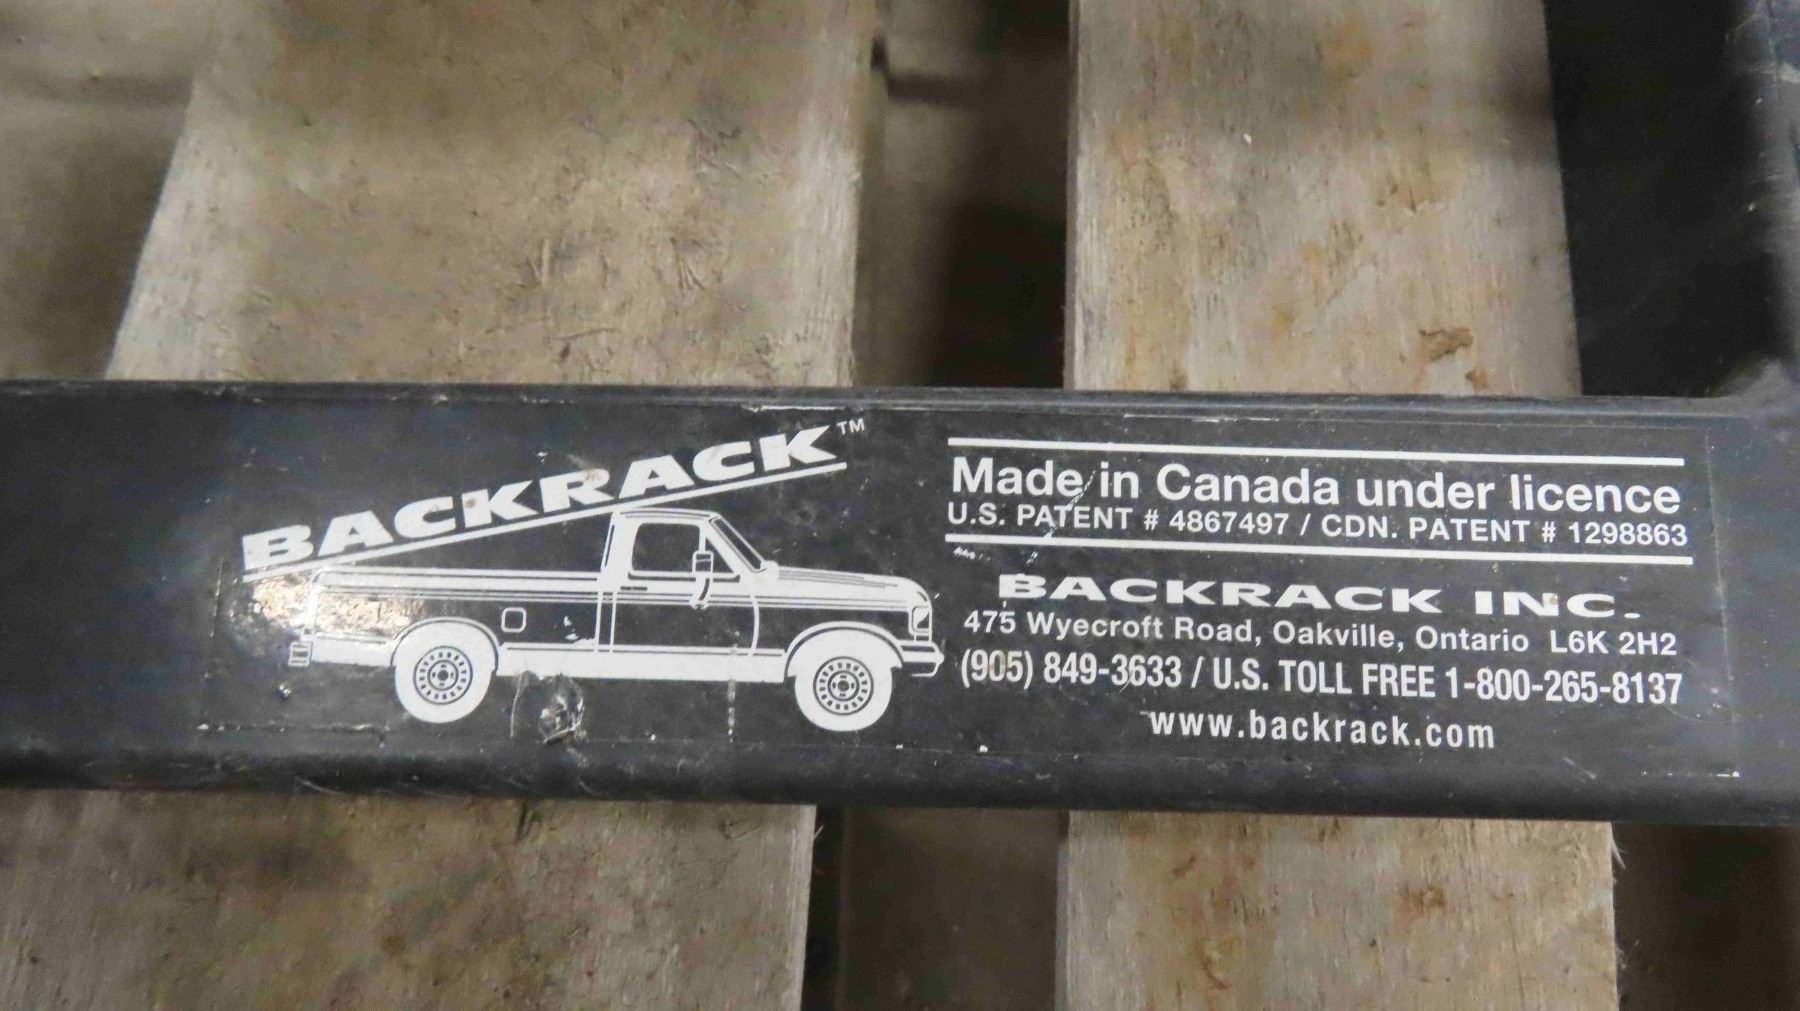 BACKRACK™
Made in Canada under licence
U.S. PATENT # 4867497 / CDN. PATENT # 1298863
BACKRACK INC.
475 Wyecroft Road, Oakville, Ontario L6K 2H2
(905) 849-3633 / U.S. TOLL FREE 1-800-265-8137
www.backrack.com